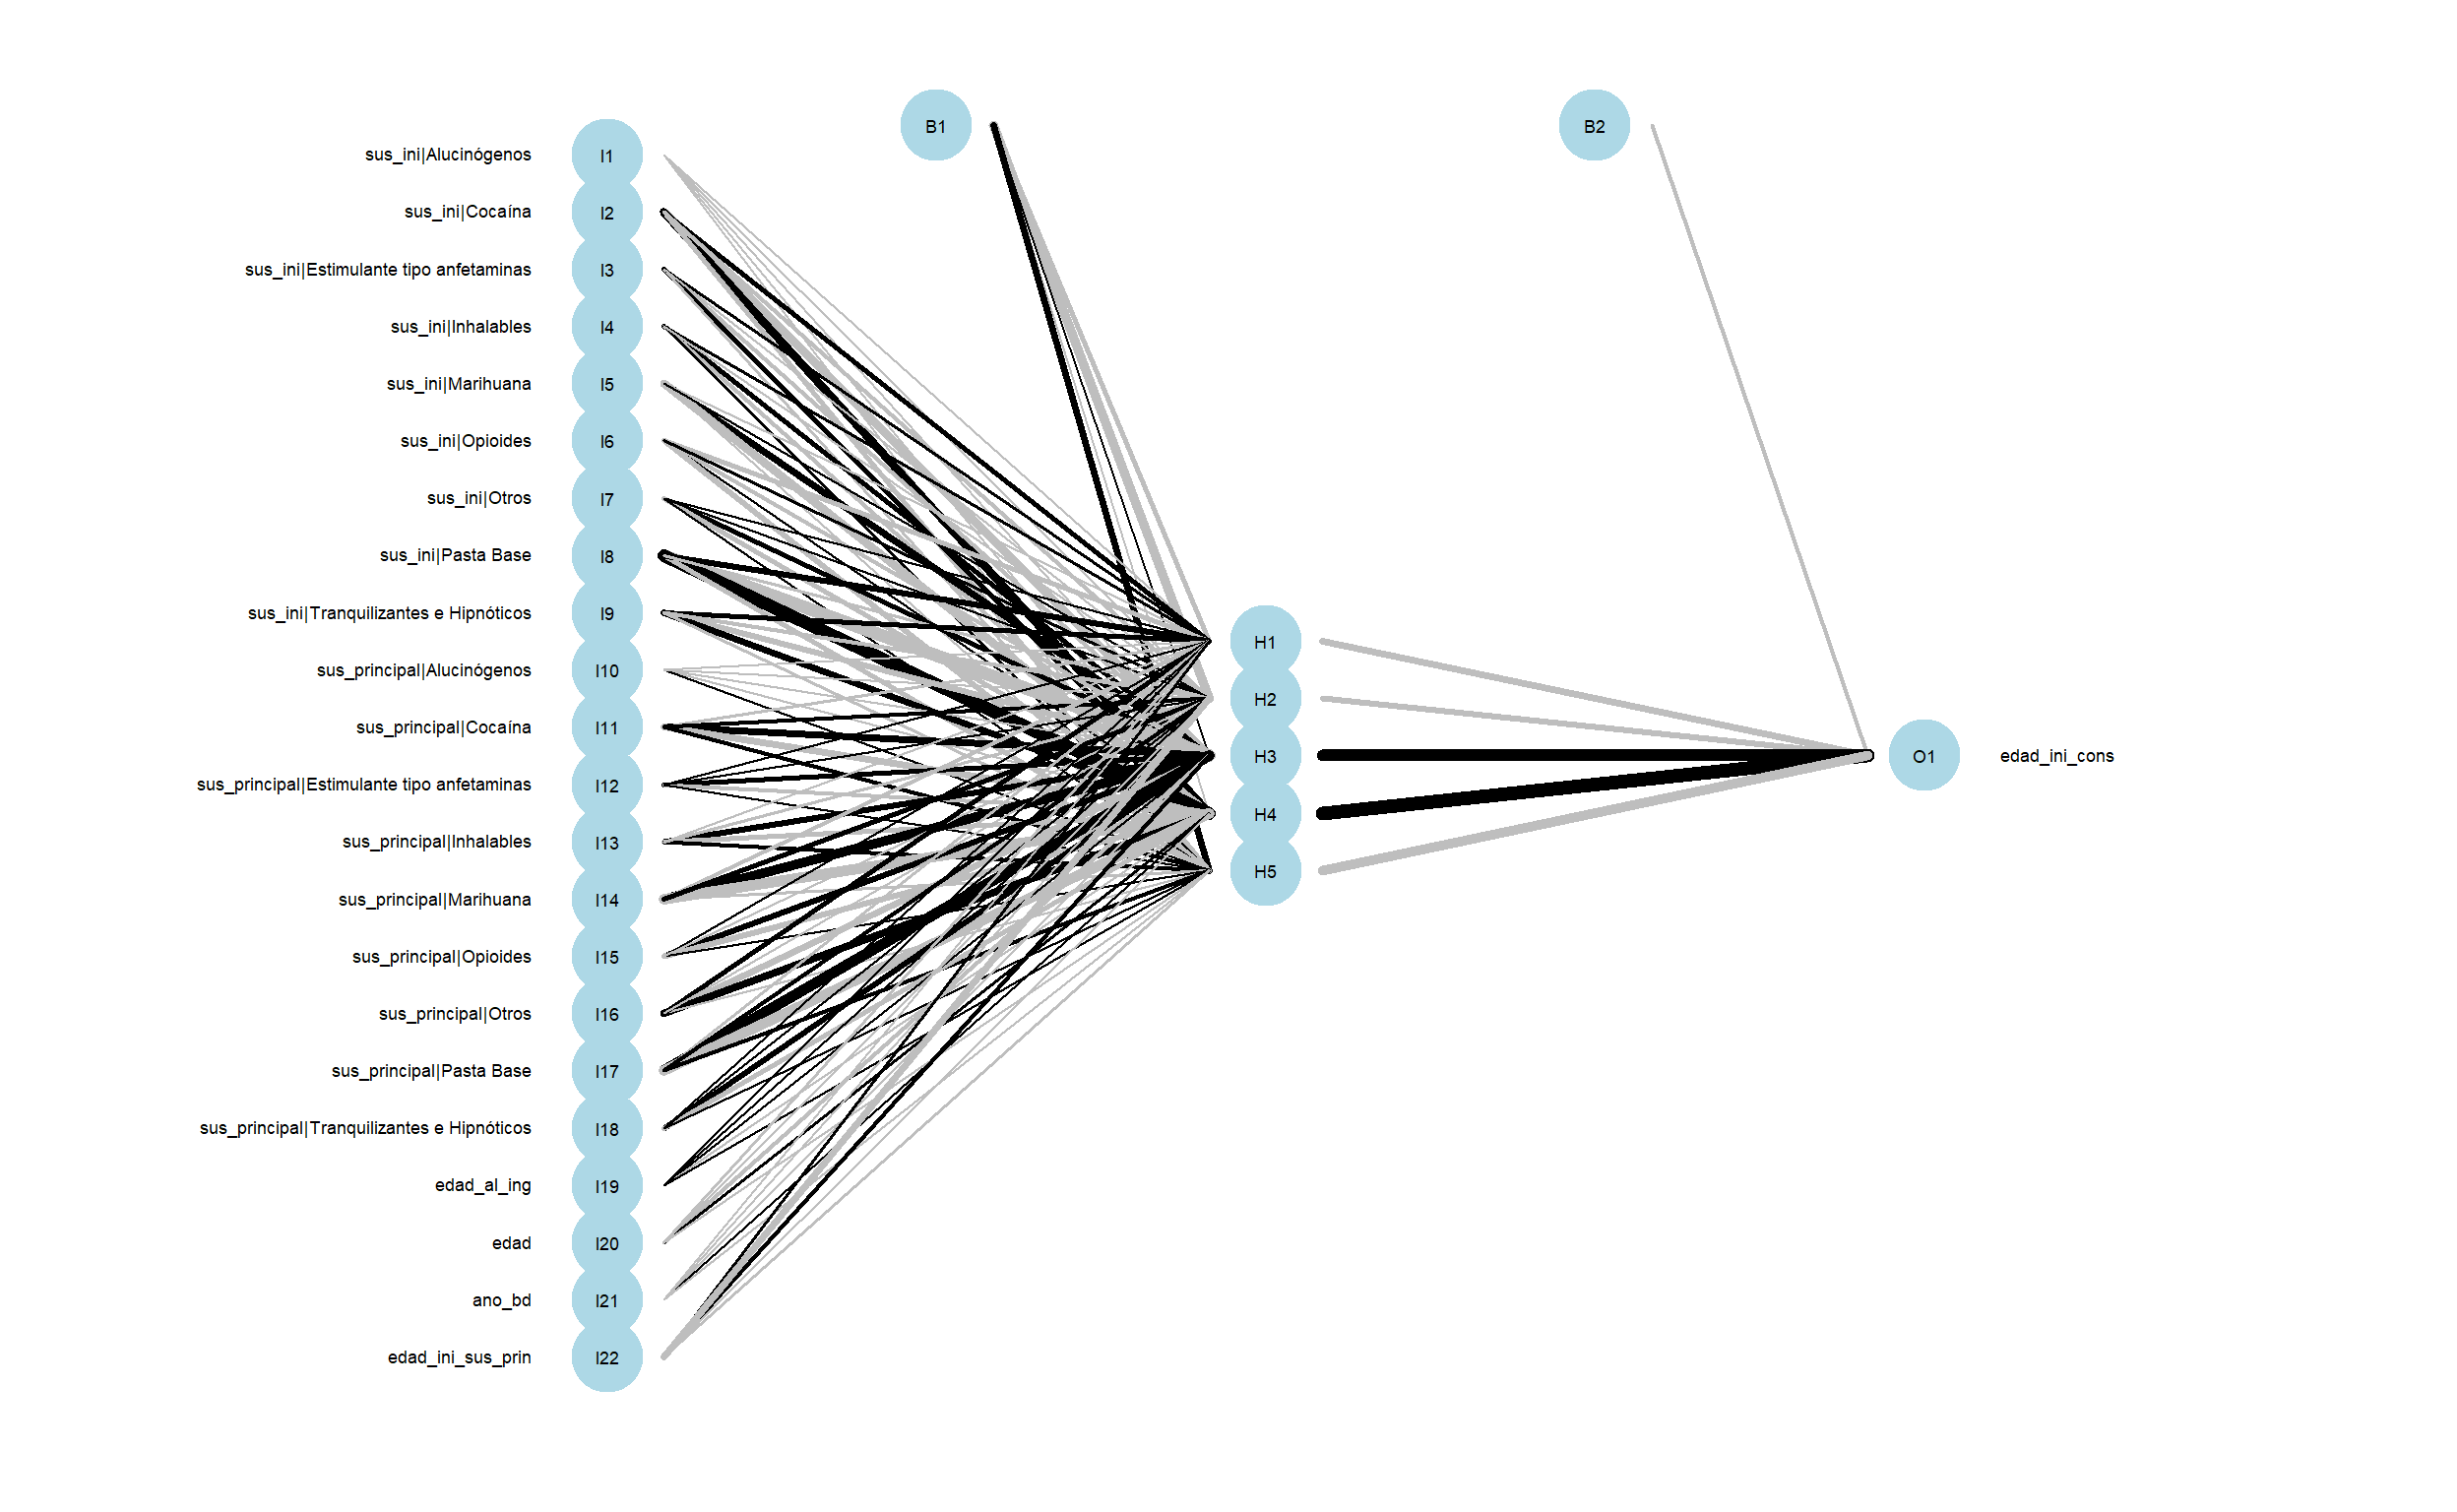 B1
B2
sus_ini|Alucinógenos I1
sus_ini|Cocaína I2
sus_ini|Estimulante tipo anfetaminas I3
sus_ini|Inhalables I4
sus_ini|Marihuana I5
sus_ini|Opioides I6
sus_ini|Otros I7
sus_ini|Pasta Base I8
sus_ini|Tranquilizantes e Hipnóticos I9
sus_principal|Alucinógenos I10
sus_principal|Cocaína I11
sus_principal|Estimulante tipo anfetaminas I12
sus_principal|Inhalables I13
sus_principal|Marihuana I14
sus_principal|Opioides I15
sus_principal|Otros I16
sus_principal|Pasta Base I17
sus_principal|Tranquilizantes e Hipnóticos I18
edad_al_ing I19
edad I20
ano_bd I21
edad_ini_sus_prin I22
H1
H2
H3
H4
H5
O1 edad_ini_cons